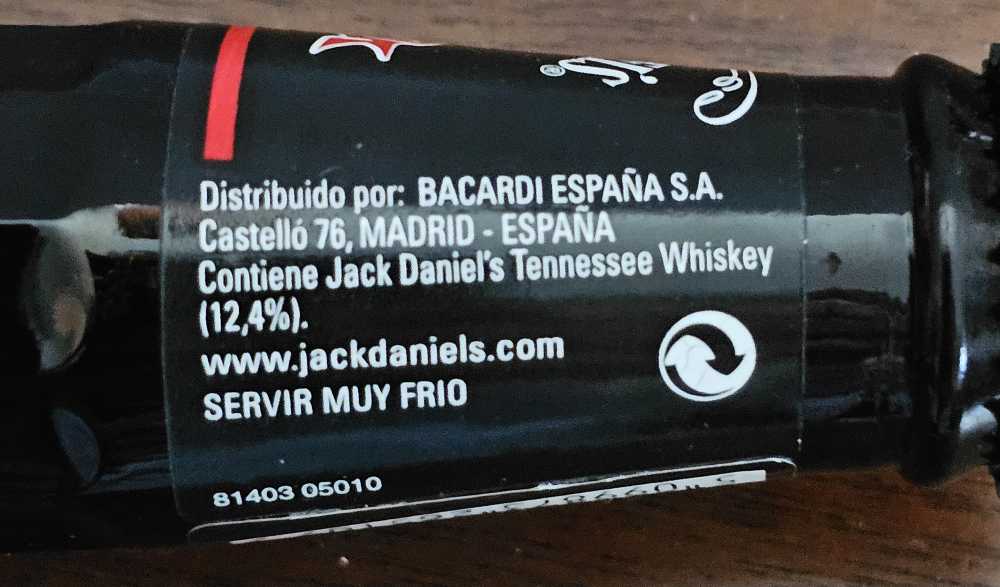 Distribuido por: BACARDI ESPAÑA S.A.
Castelló 76, MADRID - ESPAÑA
Contiene Jack Daniel's Tennessee Whiskey
(12,4%).
www.jackdaniels.com
SERVIR MUY FRIO
81403 05010